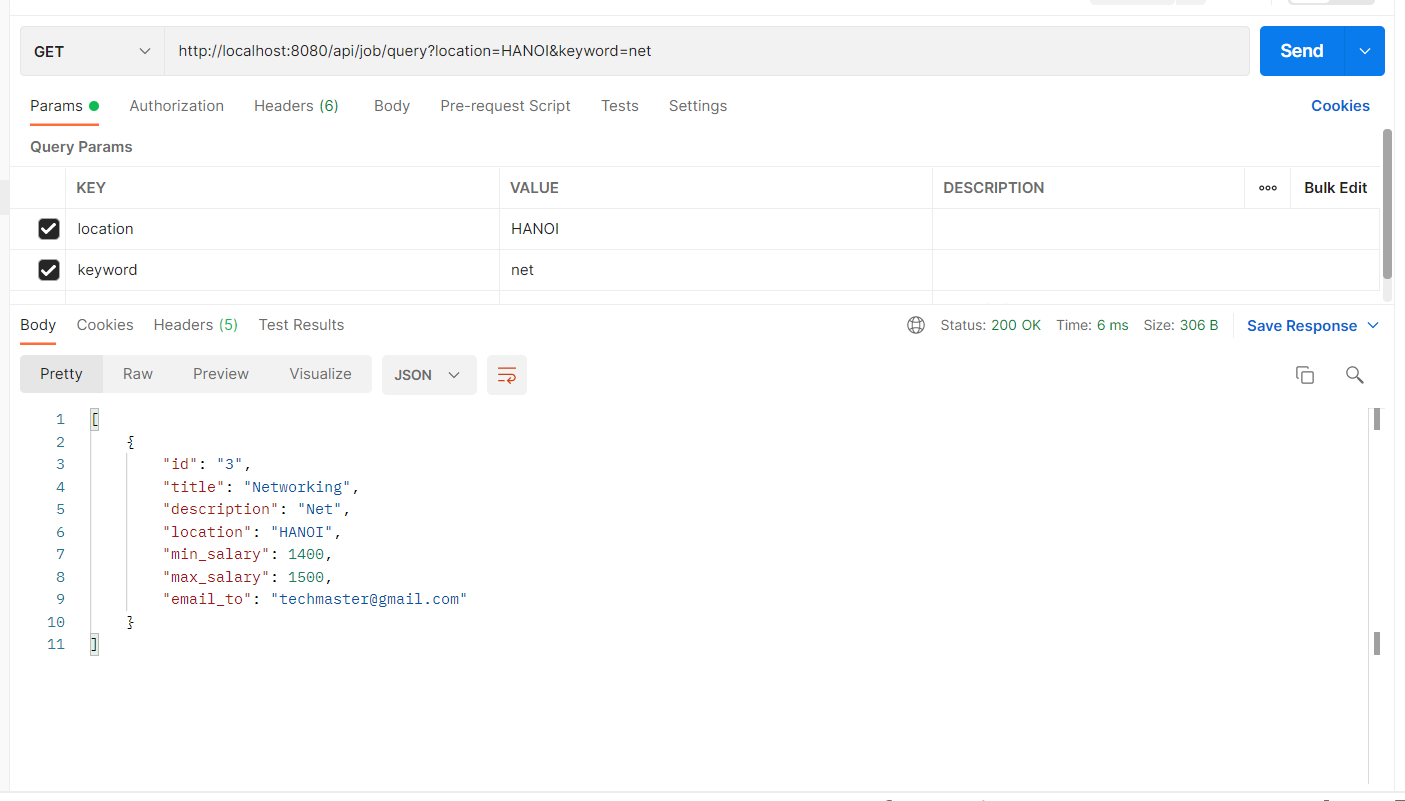 GET http://localhost:8080/api/job/query?location=HANOI&keyword=net Send
Params Authorization Headers (6) Body Pre-request Script Tests Settings Cookies
Query Params
KEY VALUE DESCRIPTION ooo Bulk Edit
location HANOI
keyword net
Body Cookies Headers (5) Test Results Status: 200 OK Time: 6 ms Size: 306 B Save Response
Pretty Raw Preview Visualize JSON
1 [
2 {
3 "id": "3",
4 "title": "Networking",
5 "description": "Net",
6 "location": "HANOI",
7 "min_salary": 1400,
8 "max_salary": 1500,
9 "email_to": "techmaster@gmail.com"
10 }
11 ]